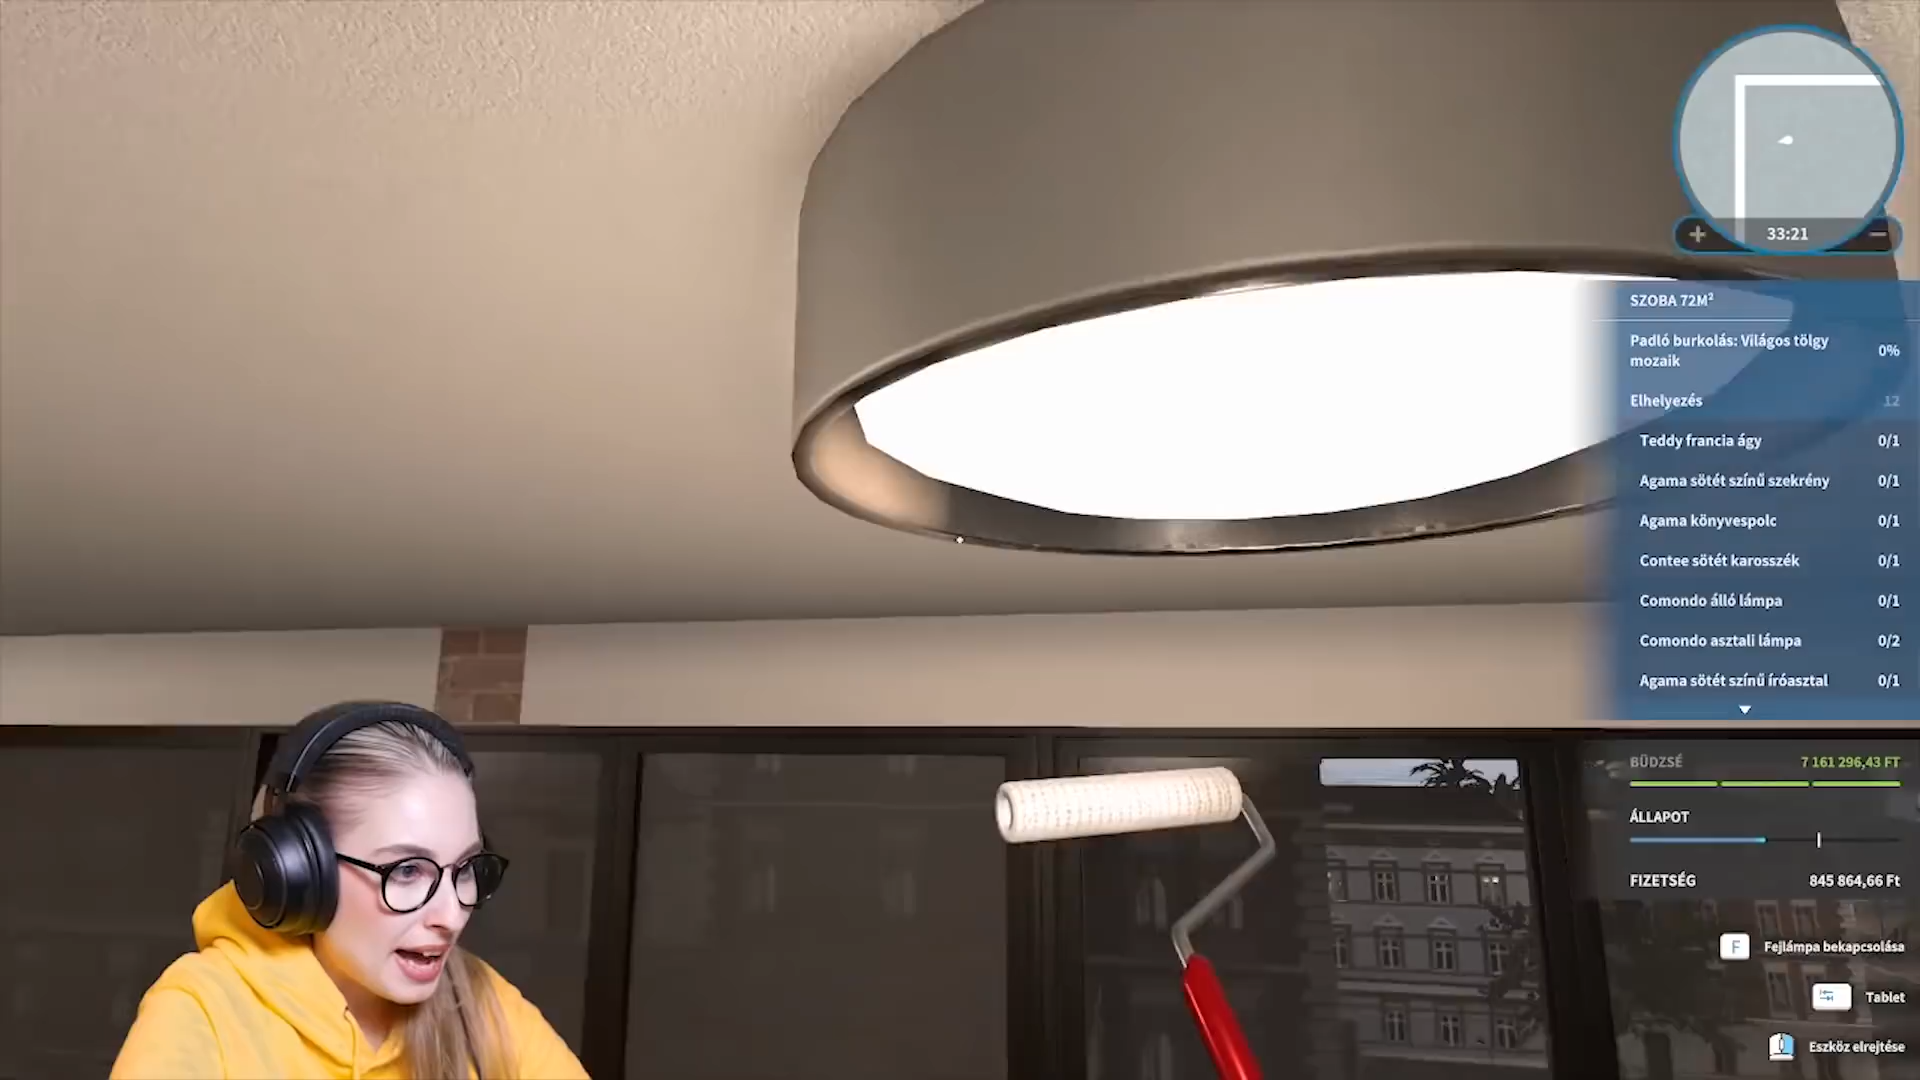 33:21
SZOBA 72M²
Padló burkolás: Világos tölgy
mozaik
0%
Elhelyezés 12
Teddy francia ágy 0/1
Agama sötét színű szekrény 0/1
Agama könyvespolc 0/1
Contee sötét karosszék 0/1
Comondo álló lámpa 0/1
Comondo asztali lámpa 0/2
Agama sötét színű íróasztal 0/1
BÜDZSÉ 7 161 296,43 FT
ÁLLAPOT
FIZETSÉG 845 864,66 Ft
F Fejlámpa bekapcsolása
Tablet
Eszköz elrejtése